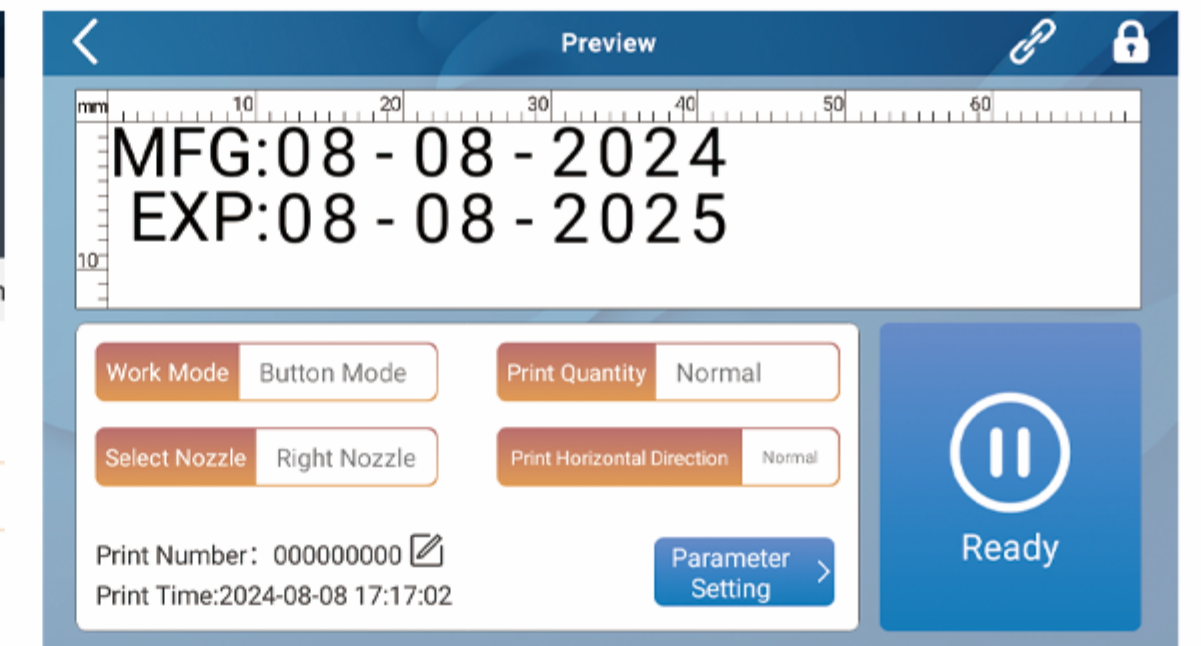 Preview
mm 10 20 30 40 50 60
MFG:08-08-2024
EXP:08-08-2025
10
Work Mode Button Mode
Print Quantity Normal
Select Nozzle Right Nozzle
Print Horizontal Direction Normal
Print Number: 000000000
Print Time:2024-08-08 17:17:02
Parameter
Setting
Ready